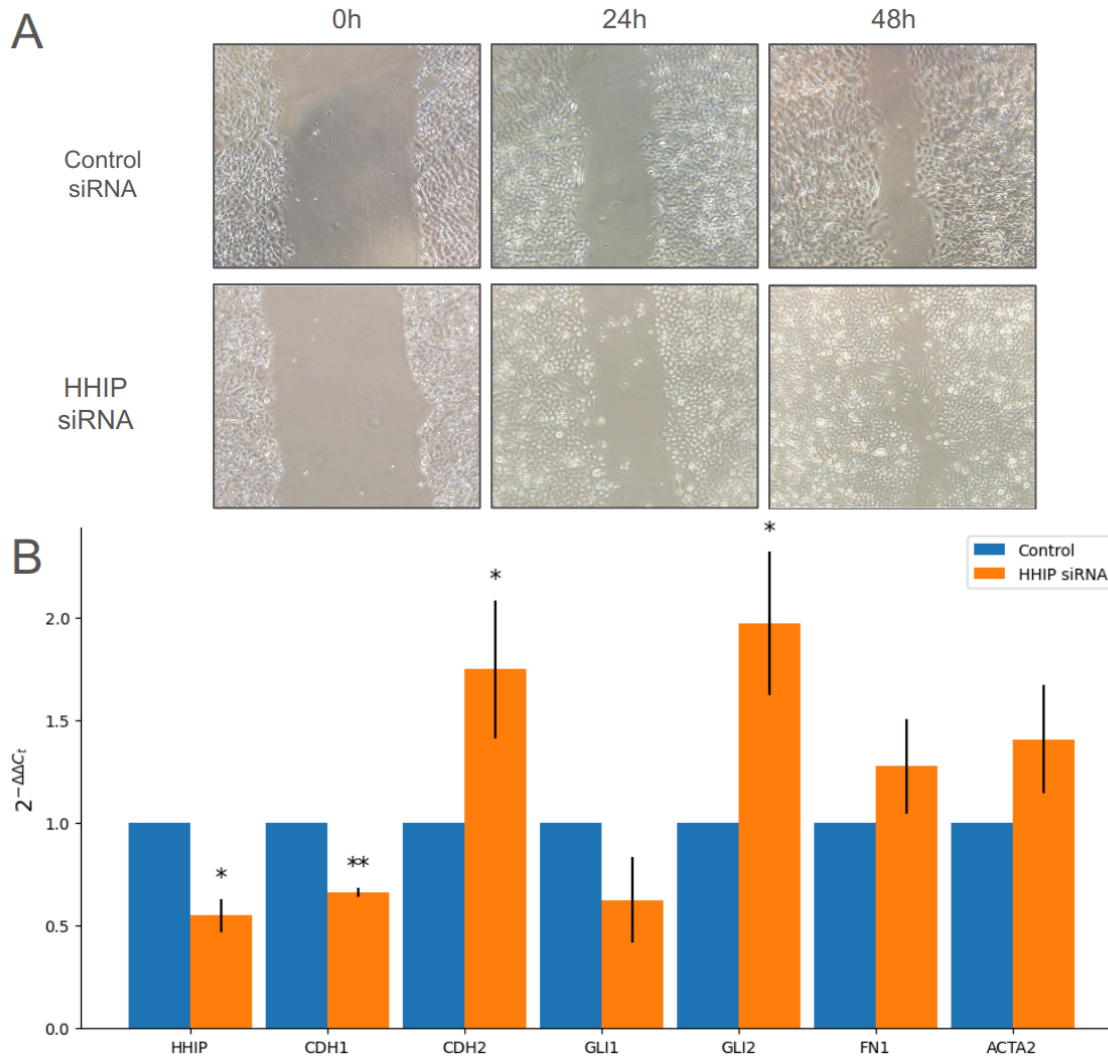 A
0h 24h 48h
Control
siRNA
HHIP
siRNA
B
Control
HHIP siRNA
* ** * *
2.0
1.5
1.0
0.5
0.0
2^{-ΔΔC_t}
HHIP CDH1 CDH2 GLI1 GLI2 FN1 ACTA2